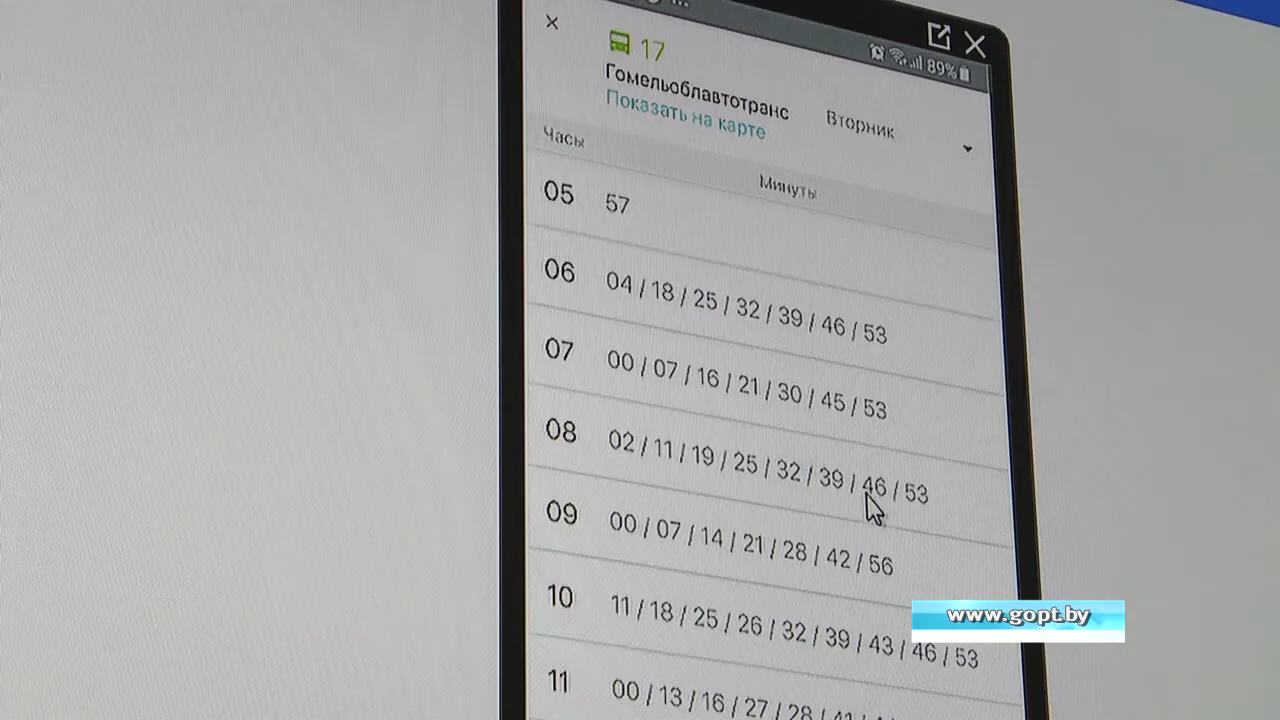 89%
17
Гомельоблавтотранс
Показать на карте
Вторник
Часы
Минуты
05 57
06 04 / 18 / 25 / 32 / 39 / 46 / 53
07 00 / 07 / 16 / 21 / 30 / 45 / 53
08 02 / 11 / 19 / 25 / 32 / 39 / 46 / 53
09 00 / 07 / 14 / 21 / 28 / 42 / 56
10 11 / 18 / 25 / 26 / 32 / 39 / 43 / 46 / 53
11 00 / 13 / 16 / 27 / 28 / 41 /
www.gopt.by